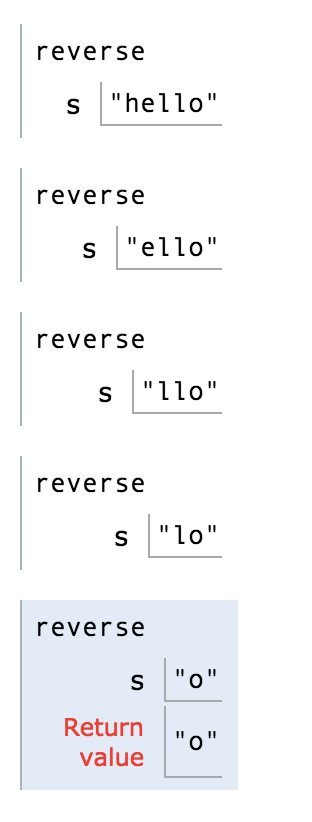 reverse
s "hello"
reverse
s "ello"
reverse
s "llo"
reverse
s "lo"
reverse
s "o"
Return
value "o"